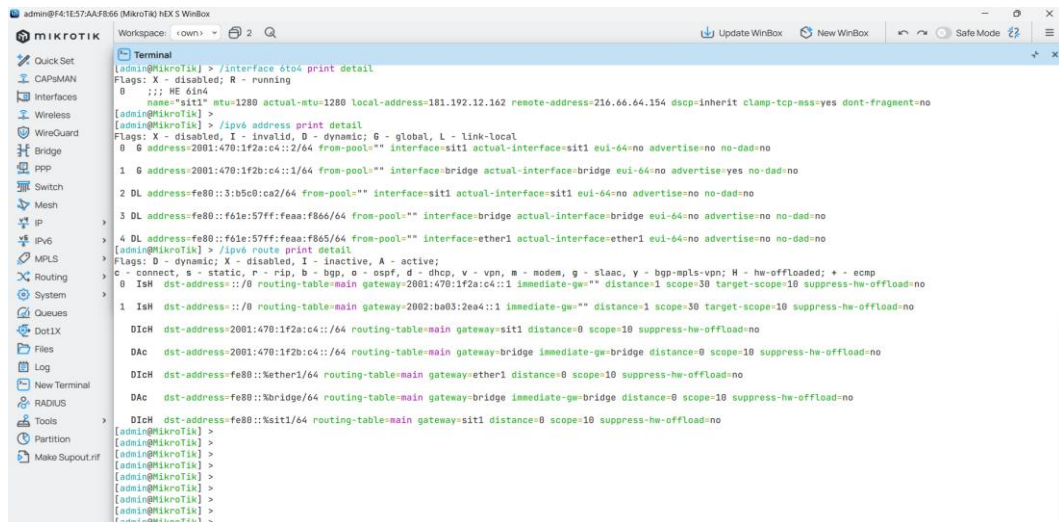 admin@F4:1E:57:AA:F8:66 (MikroTik) hEX S WinBox
MikroTik
Workspace: <own> 2
Update WinBox
New WinBox
Safe Mode
Quick Set
CAPsMAN
Interfaces
Wireless
WireGuard
Bridge
PPP
Switch
Mesh
IP
IPv6
MPLS
Routing
System
Queues
Dot1X
Files
Log
New Terminal
RADIUS
Tools
Partition
Make Supout.rif
Terminal
[admin@MikroTik] > /interface 6to4 print detail
Flags: X - disabled; R - running
0 ;;; HE 6in4
name="sit1" mtu=1280 actual-mtu=1280 local-address=181.192.12.162 remote-address=216.66.64.154 dscp=inherit clamp-tcp-mss=yes dont-fragment=no
[admin@MikroTik] >
[admin@MikroTik] > /ipv6 address print detail
Flags: X - disabled, I - invalid, D - dynamic; G - global, L - link-local
0 G address=2001:470:1f2a:c4::2/64 from-pool="" interface=sit1 actual-interface=sit1 eui-64=no advertise=no no-dad=no
1 G address=2001:470:1f2b:c4::1/64 from-pool="" interface=bridge actual-interface=bridge eui-64=no advertise=yes no-dad=no
2 DL address=fe80::3:b5c0:ca2/64 from-pool="" interface=sit1 actual-interface=sit1 eui-64=no advertise=no no-dad=no
3 DL address=fe80::f61e:57ff:feaa:f866/64 from-pool="" interface=bridge actual-interface=bridge eui-64=no advertise=no no-dad=no
4 DL address=fe80::f61e:57ff:feaa:f865/64 from-pool="" interface=ether1 actual-interface=ether1 eui-64=no advertise=no no-dad=no
[admin@MikroTik] > /ipv6 route print detail
Flags: D - dynamic; X - disabled, I - inactive, A - active;
c - connect, s - static, r - rip, b - bgp, o - ospf, d - dhcp, v - vpn, m - modem, g - slaac, y - bgp-mpls-vpn; H - hw-offloaded; + - ecmp
0 IsH dst-address=::/0 routing-table=main gateway=2001:470:1f2a:c4::1 immediate-gw="" distance=1 scope=30 target-scope=10 suppress-hw-offload=no
1 IsH dst-address=::/0 routing-table=main gateway=2002:ba03:2ea4::1 immediate-gw="" distance=1 scope=30 target-scope=10 suppress-hw-offload=no
DIcH dst-address=2001:470:1f2a:c4::/64 routing-table=main gateway=sit1 distance=0 scope=10 suppress-hw-offload=no
DAc dst-address=2001:470:1f2b:c4::/64 routing-table=main gateway=bridge immediate-gw=bridge distance=0 scope=10 suppress-hw-offload=no
DIcH dst-address=fe80::%ether1/64 routing-table=main gateway=ether1 distance=0 scope=10 suppress-hw-offload=no
DAc dst-address=fe80::%bridge/64 routing-table=main gateway=bridge immediate-gw=bridge distance=0 scope=10 suppress-hw-offload=no
DIcH dst-address=fe80::%sit1/64 routing-table=main gateway=sit1 distance=0 scope=10 suppress-hw-offload=no
[admin@MikroTik] >
[admin@MikroTik] >
[admin@MikroTik] >
[admin@MikroTik] >
[admin@MikroTik] >
[admin@MikroTik] >
[admin@MikroTik] >
[admin@MikroTik] >
[admin@MikroTik] >
[admin@MikroTik] >